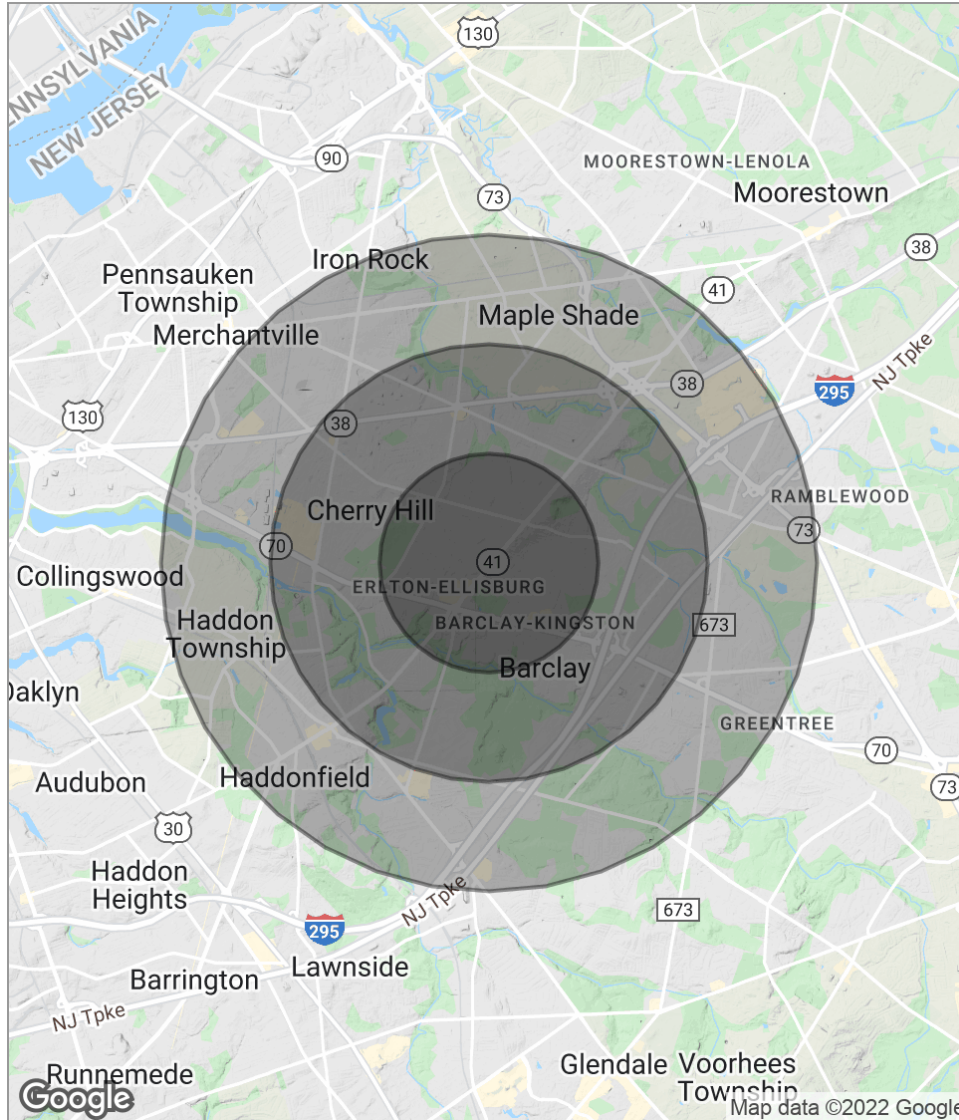 130
PENNSYLVANIA
NEW JERSEY
90
MOORESTOWN-LENOLA
Moorestown
73
38
Iron Rock
Pennsauken
Township
41
Maple Shade
Merchantville
NJ Tpke
38
295
130
38
RAMBLEWOOD
Cherry Hill
73
70
41
Collingswood
ERLTON-ELLISBURG
Haddon
Township
BARCLAY-KINGSTON
673
Barclay
Oaklyn
GREENTREE
70
Haddonfield
Audubon
73
30
Haddon
Heights
NJ Tpke
673
295
Lawnside
Barrington
NJ Tpke
Glendale
Voorhees
Township
Runnemede
Google
Map data ©2022 Google